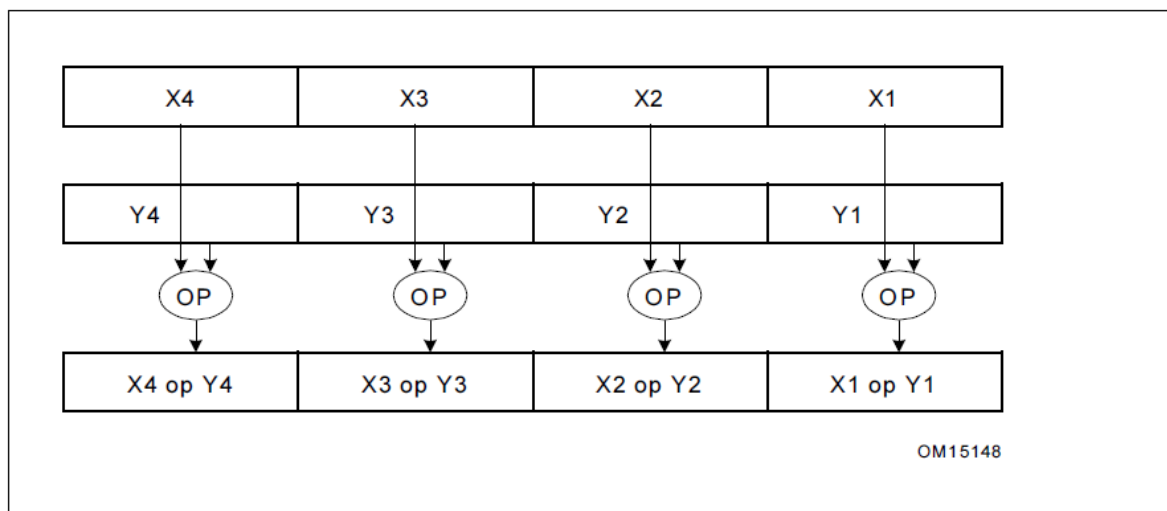 X4 X3 X2 X1
Y4 Y3 Y2 Y1
OP OP OP OP
X4 op Y4 X3 op Y3 X2 op Y2 X1 op Y1
OM15148